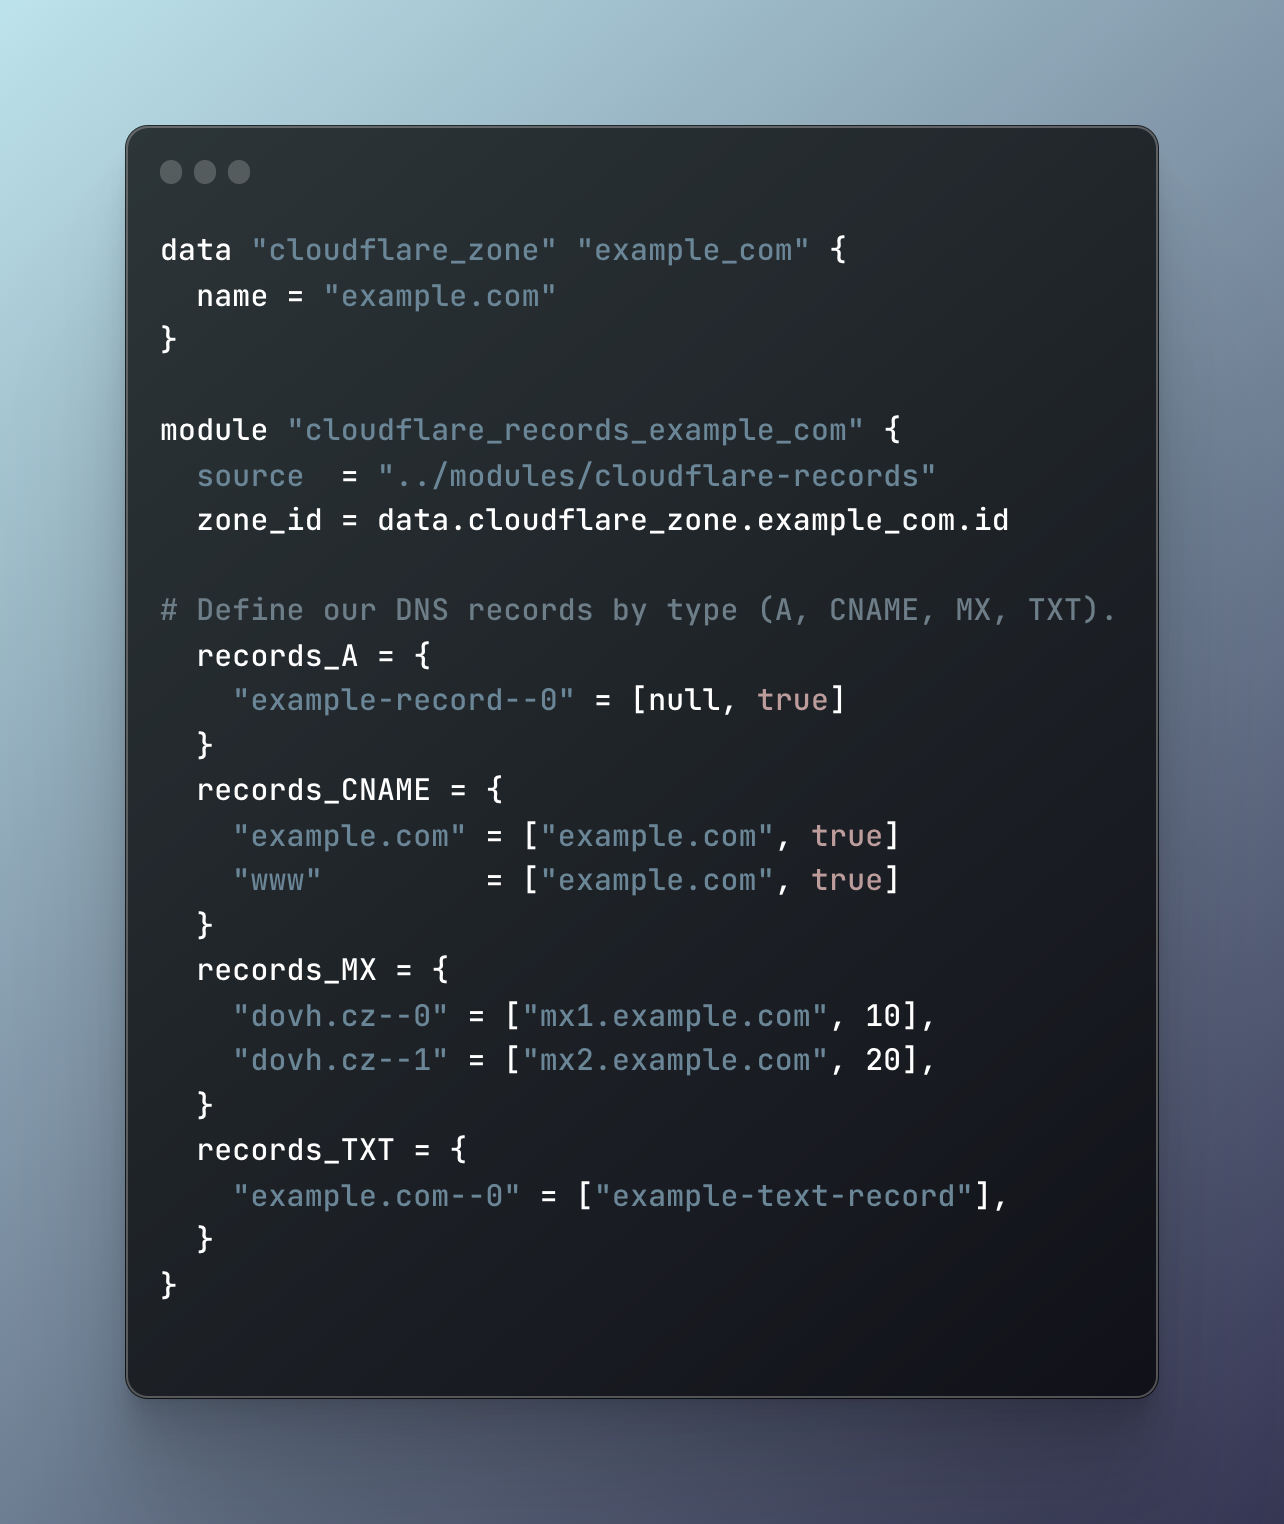 data "cloudflare_zone" "example_com" {
  name = "example.com"
}

module "cloudflare_records_example_com" {
  source  = "../modules/cloudflare-records"
  zone_id = data.cloudflare_zone.example_com.id

# Define our DNS records by type (A, CNAME, MX, TXT).
  records_A = {
    "example-record--0" = [null, true]
  }
  records_CNAME = {
    "example.com" = ["example.com", true]
    "www"         = ["example.com", true]
  }
  records_MX = {
    "dovh.cz--0" = ["mx1.example.com", 10],
    "dovh.cz--1" = ["mx2.example.com", 20],
  }
  records_TXT = {
    "example.com--0" = ["example-text-record"],
  }
}